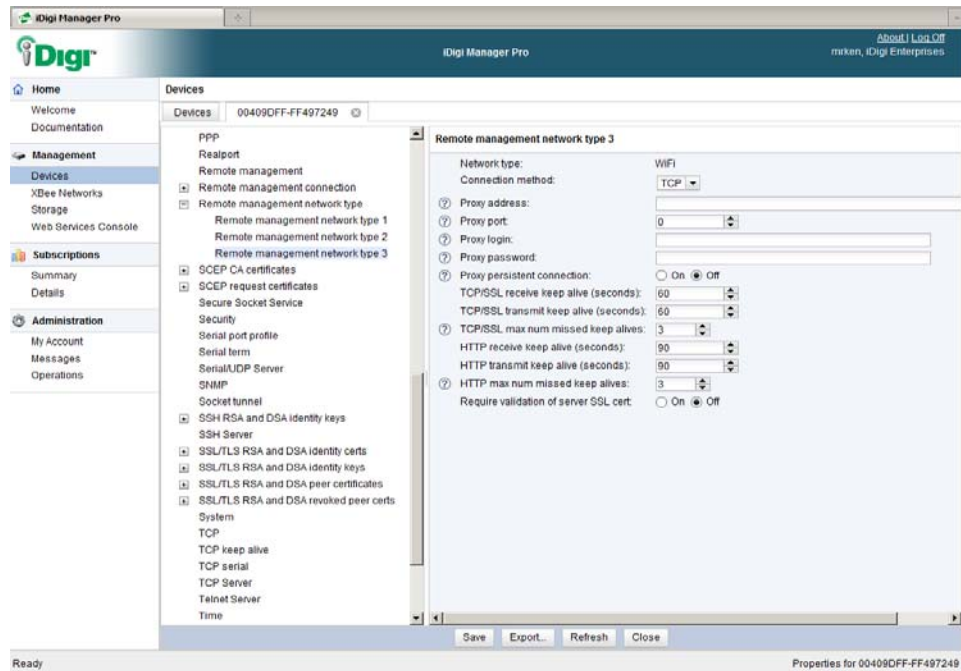 iDigi Manager Pro
iDigi
iDigi Manager Pro
About | Log Off
mrken, iDigi Enterprises
Home
Welcome
Documentation
Management
Devices
XBee Networks
Storage
Web Services Console
Subscriptions
Summary
Details
Administration
My Account
Messages
Operations
Devices
Devices
00409DFF-FF497249
PPP
Realport
Remote management
Remote management connection
Remote management network type
Remote management network type 1
Remote management network type 2
Remote management network type 3
SCEP CA certificates
SCEP request certificates
Secure Socket Service
Security
Serial port profile
Serial term
Serial/UDP Server
SNMP
Socket tunnel
SSH RSA and DSA identity keys
SSH Server
SSL/TLS RSA and DSA identity certs
SSL/TLS RSA and DSA identity keys
SSL/TLS RSA and DSA peer certificates
SSL/TLS RSA and DSA revoked peer certs
System
TCP
TCP keep alive
TCP serial
TCP Server
Telnet Server
Time
Remote management network type 3
Network type: WiFi
Connection method: TCP
Proxy address:
Proxy port: 0
Proxy login:
Proxy password:
Proxy persistent connection: On Off
TCP/SSL receive keep alive (seconds): 60
TCP/SSL transmit keep alive (seconds): 60
TCP/SSL max num missed keep alives: 3
HTTP receive keep alive (seconds): 90
HTTP transmit keep alive (seconds): 90
HTTP max num missed keep alives: 3
Require validation of server SSL cert: On Off
Save Export... Refresh Close
Ready
Properties for 00409DFF-FF497249